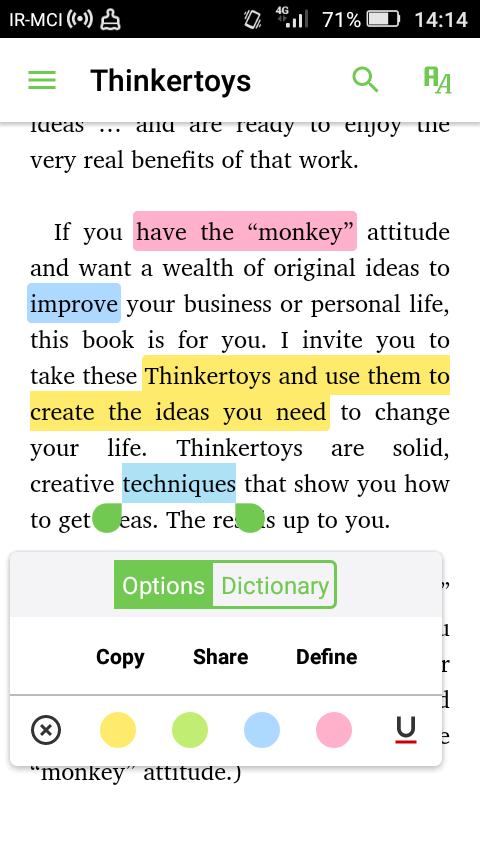 IR-MCI
4G
71%
14:14
Thinkertoys
AA
ideas … and are ready to enjoy the
very real benefits of that work.
If you have the “monkey” attitude
and want a wealth of original ideas to
improve your business or personal life,
this book is for you. I invite you to
take these Thinkertoys and use them to
create the ideas you need to change
your life. Thinkertoys are solid,
creative techniques that show you how
to get eas. The res is up to you.
”
Options Dictionary
u
Copy Share Define
r
d
U
e
“monkey” attitude.)